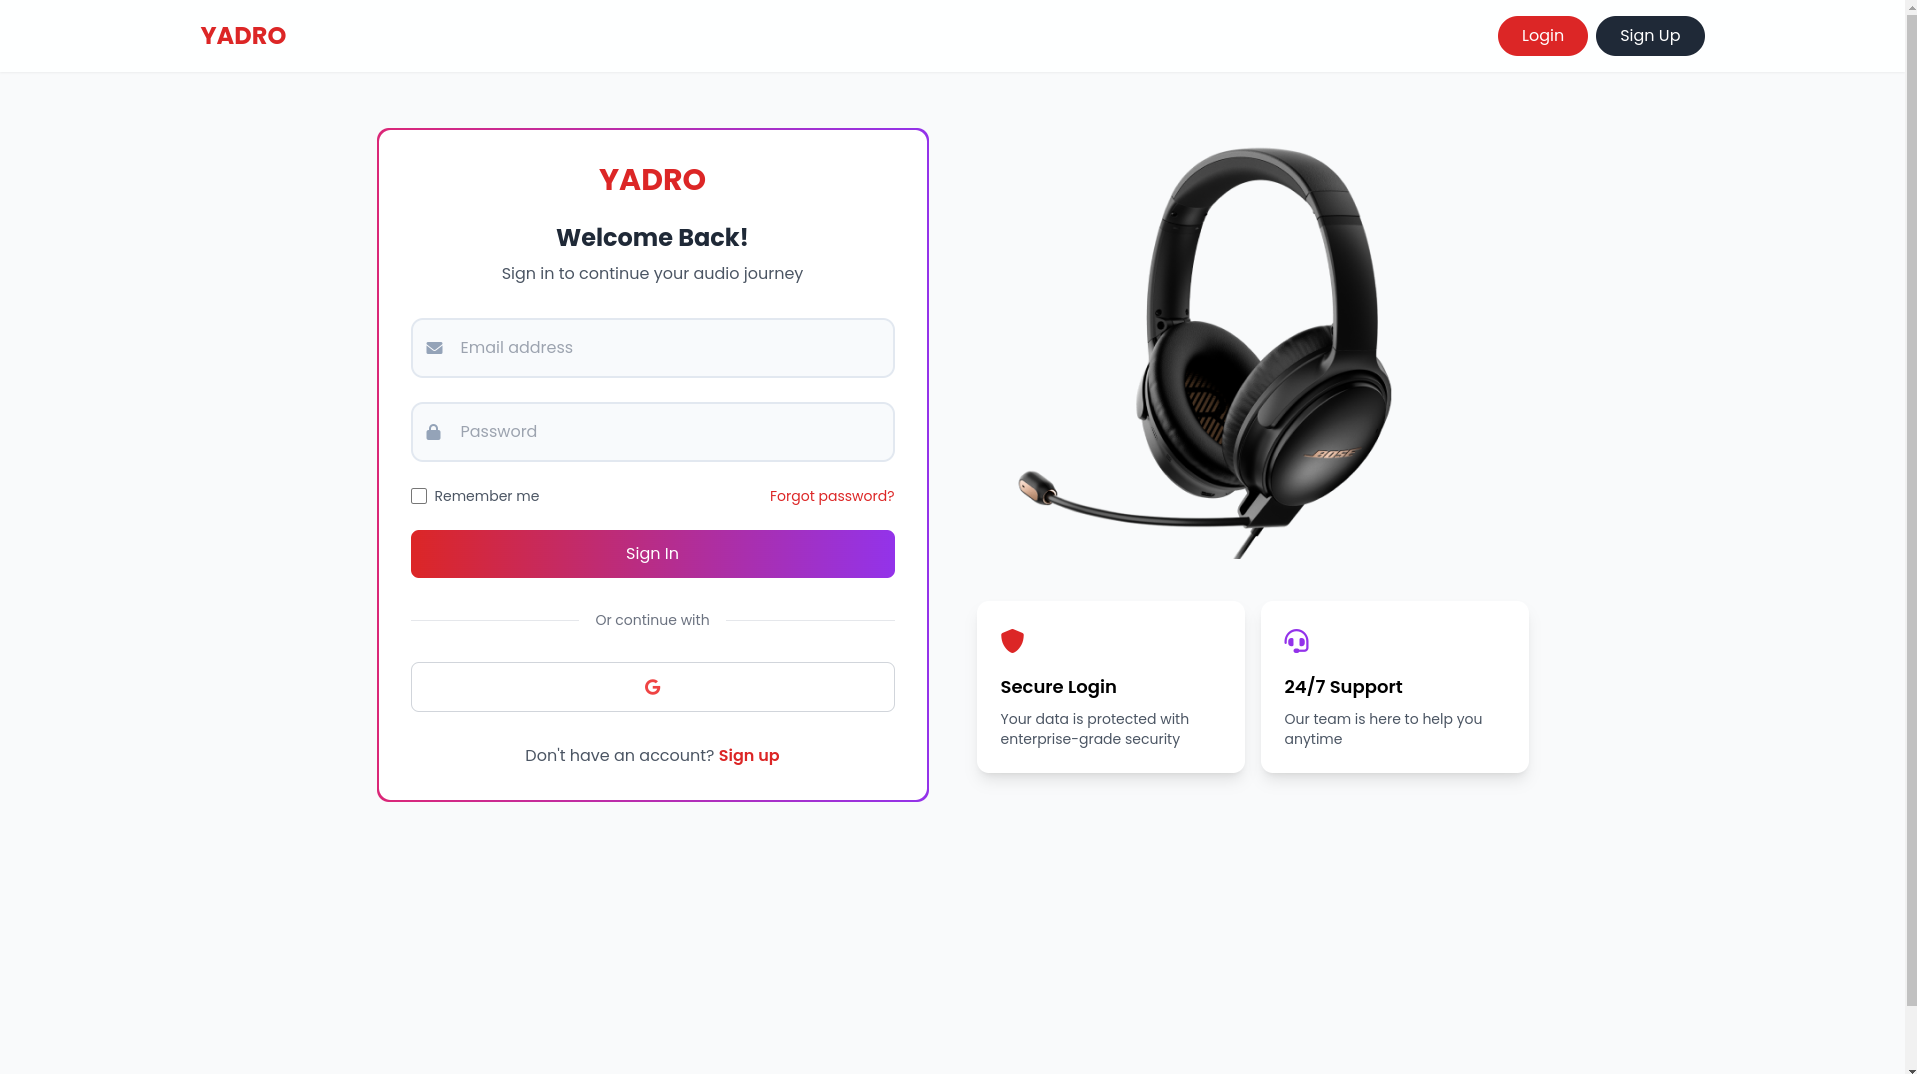 YADRO
Login
Sign Up
YADRO
Welcome Back!
Sign in to continue your audio journey
Email address
Password
Remember me
Forgot password?
Sign In
Or continue with
G
Don't have an account? Sign up
BOSE
Secure Login
Your data is protected with
enterprise-grade security
24/7 Support
Our team is here to help you
anytime